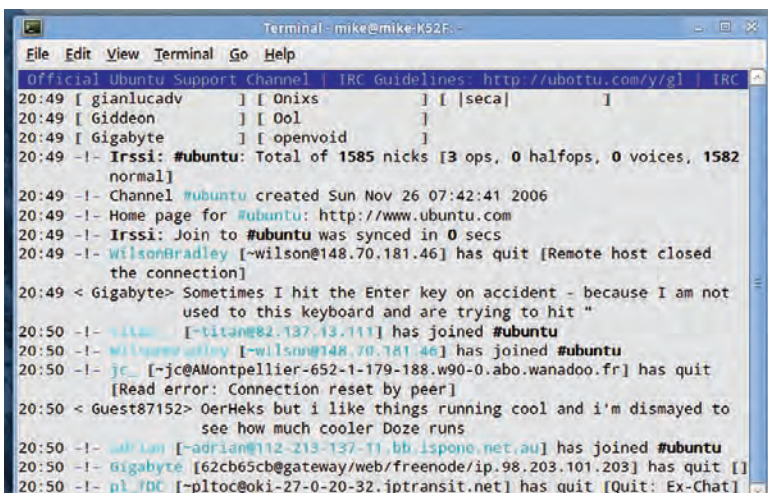 Terminal - mike@mike-K52F: ~
File Edit View Terminal Go Help
Official Ubuntu Support Channel | IRC Guidelines: http://ubottu.com/y/gl | IRC
20:49 [ gianlucadv ] [ Onixs ] [ |seca| ]
20:49 [ Giddeon ] [ Ool ]
20:49 [ Gigabyte ] [ openvoid ]
20:49 -!- Irssi: #ubuntu: Total of 1585 nicks [3 ops, 0 halfops, 0 voices, 1582
normal]
20:49 -!- Channel #ubuntu created Sun Nov 26 07:42:41 2006
20:49 -!- Home page for #ubuntu: http://www.ubuntu.com
20:49 -!- Irssi: Join to #ubuntu was synced in 0 secs
20:49 -!- WilsonBradley [~wilson@148.70.181.46] has quit [Remote host closed
the connection]
20:49 < Gigabyte> Sometimes I hit the Enter key on accident - because I am not
used to this keyboard and are trying to hit "
20:50 -!- [~titan@82.137.13.111] has joined #ubuntu
20:50 -!- WilsonBradley [~wilson@148.70.181.46] has joined #ubuntu
20:50 -!- jc_ [~jc@AMontpellier-652-1-179-188.w90-0.abo.wanadoo.fr] has quit
[Read error: Connection reset by peer]
20:50 < Guest87152> OerHeks but i like things running cool and i'm dismayed to
see how much cooler Doze runs
20:50 -!- adrian [~adrian@112-213-137-11.bb.ispone.net.au] has joined #ubuntu
20:50 -!- Gigabyte [62cb65cb@gateway/web/freenode/ip.98.203.101.203] has quit []
20:50 -!- pl_TDC [~pltoc@oki-27-0-20-32.jptransit.net] has quit [Quit: Ex-Chat]